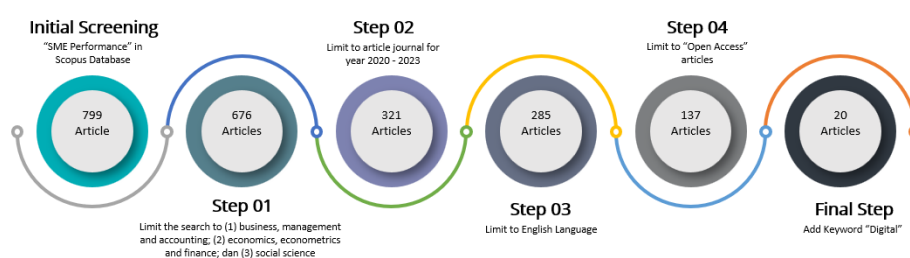 Initial Screening
"SME Performance" in
Scopus Database
799
Article
676
Articles
Step 01
Limit the search to (1) business, management
and accounting; (2) economics, econometrics
and finance; dan (3) social science
Step 02
Limit to article journal for
year 2020 - 2023
321
Articles
285
Articles
Step 03
Limit to English Language
Step 04
Limit to "Open Access"
articles
137
Articles
20
Articles
Final Step
Add Keyword "Digital"